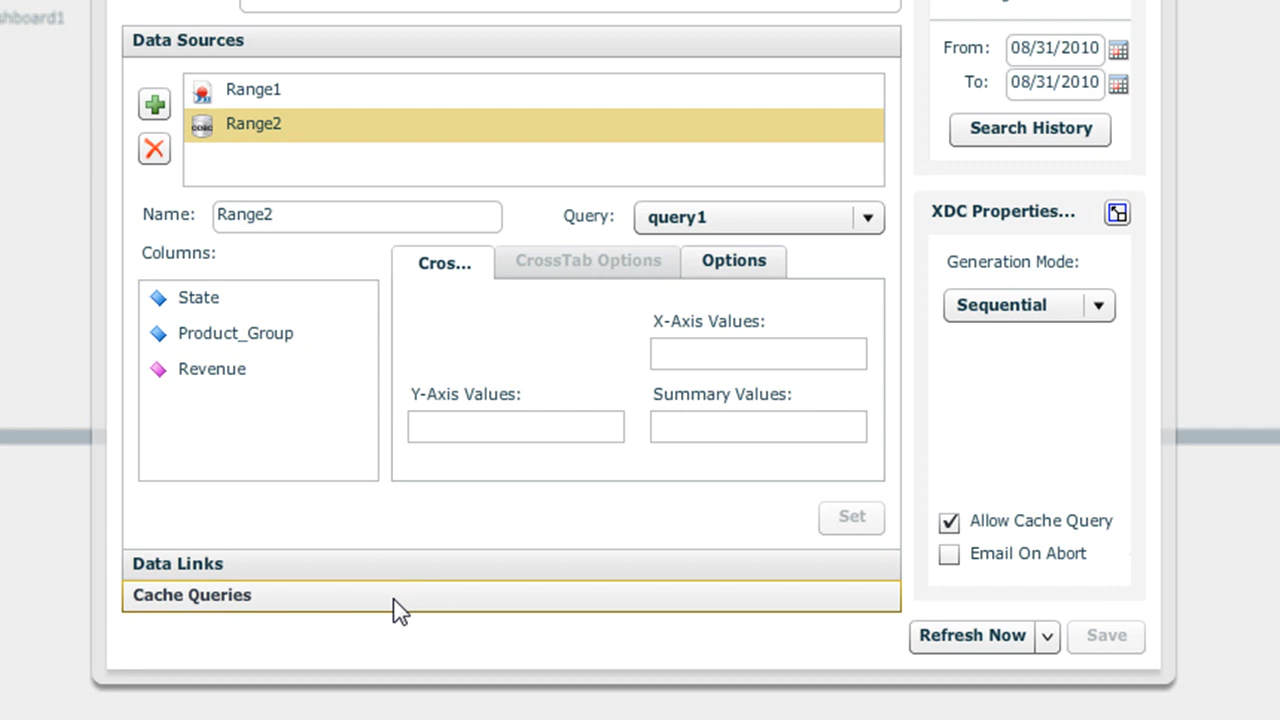 shboard1
Data Sources
Range1
Range2
Name:
Range2
Query:
query1
Columns:
State
Product_Group
Revenue
Cros...
CrossTab Options
Options
X-Axis Values:
Y-Axis Values:
Summary Values:
Set
Data Links
Cache Queries
From:
08/31/2010
To:
08/31/2010
Search History
XDC Properties...
Generation Mode:
Sequential
Allow Cache Query
Email On Abort
Refresh Now
Save